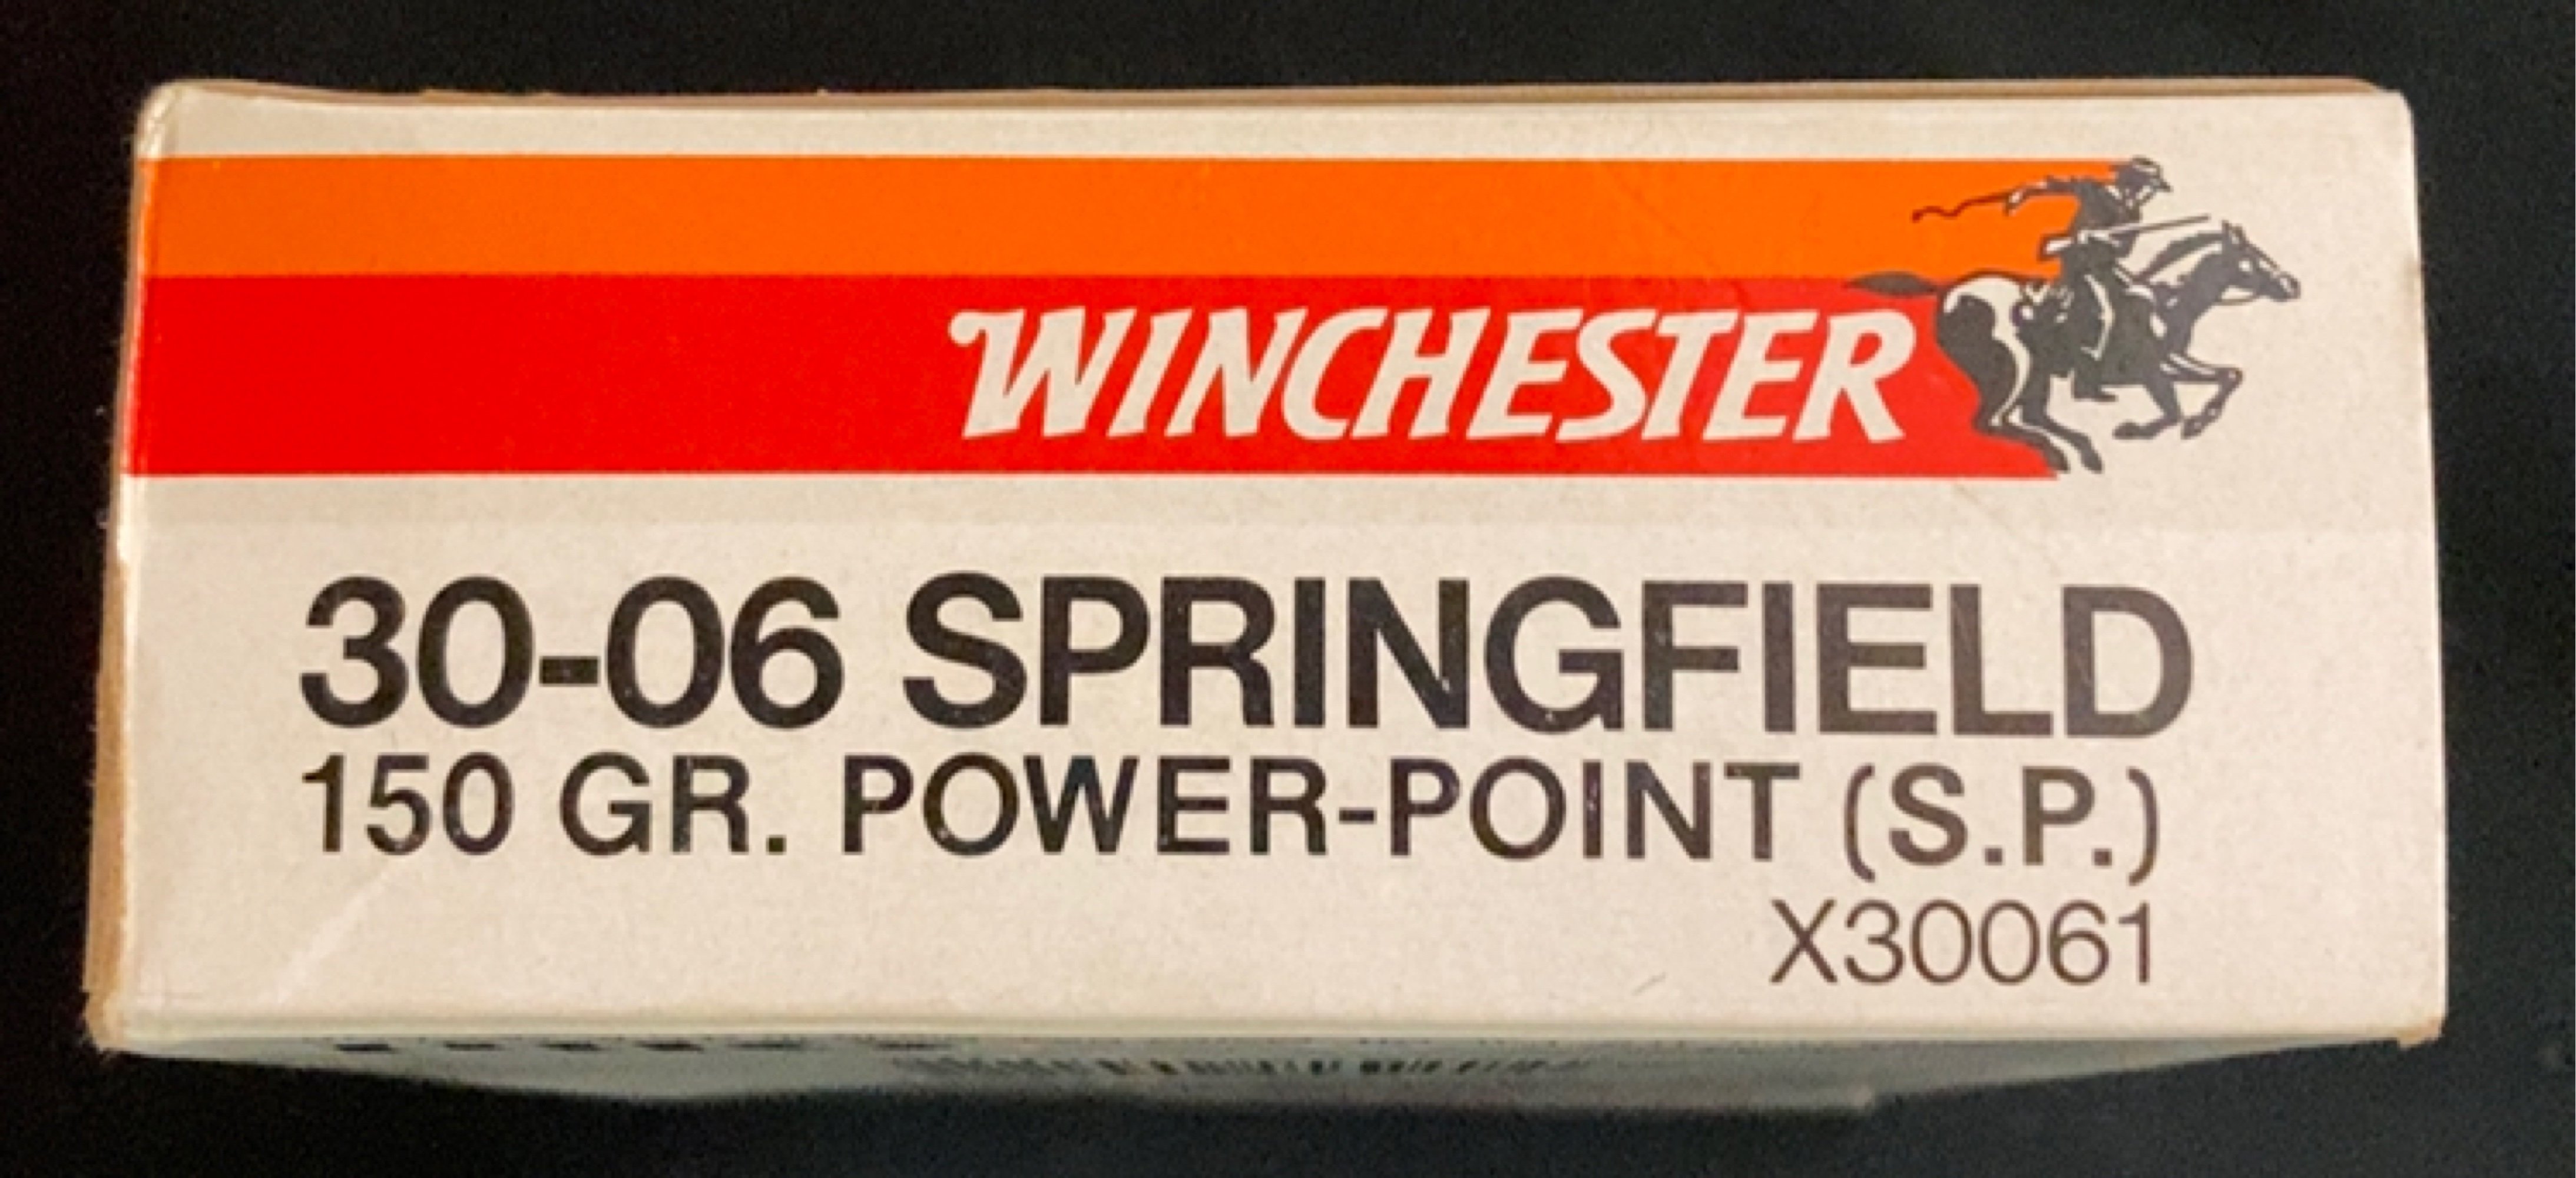 WINCHESTER
30-06 SPRINGFIELD
150 GR. POWER-POINT (S.P.)
X30061